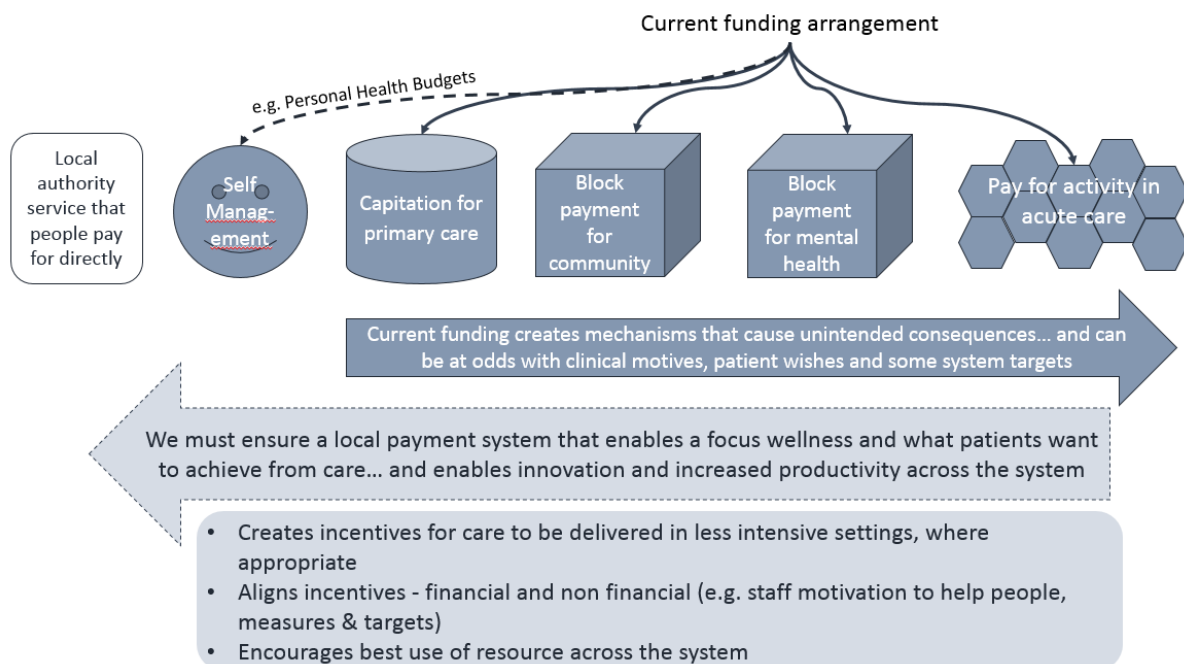 Current funding arrangement
e.g. Personal Health Budgets
Local
authority
service that
people pay
for directly
Self
Manag-
ement
Capitation for
primary care
Block
payment
for
community
Block
payment
for mental
health
Pay for activity in
acute care
Current funding creates mechanisms that cause unintended consequences... and can
be at odds with clinical motives, patient wishes and some system targets
We must ensure a local payment system that enables a focus wellness and what patients want
to achieve from care... and enables innovation and increased productivity across the system
• Creates incentives for care to be delivered in less intensive settings, where
appropriate
• Aligns incentives - financial and non financial (e.g. staff motivation to help people,
measures & targets)
• Encourages best use of resource across the system